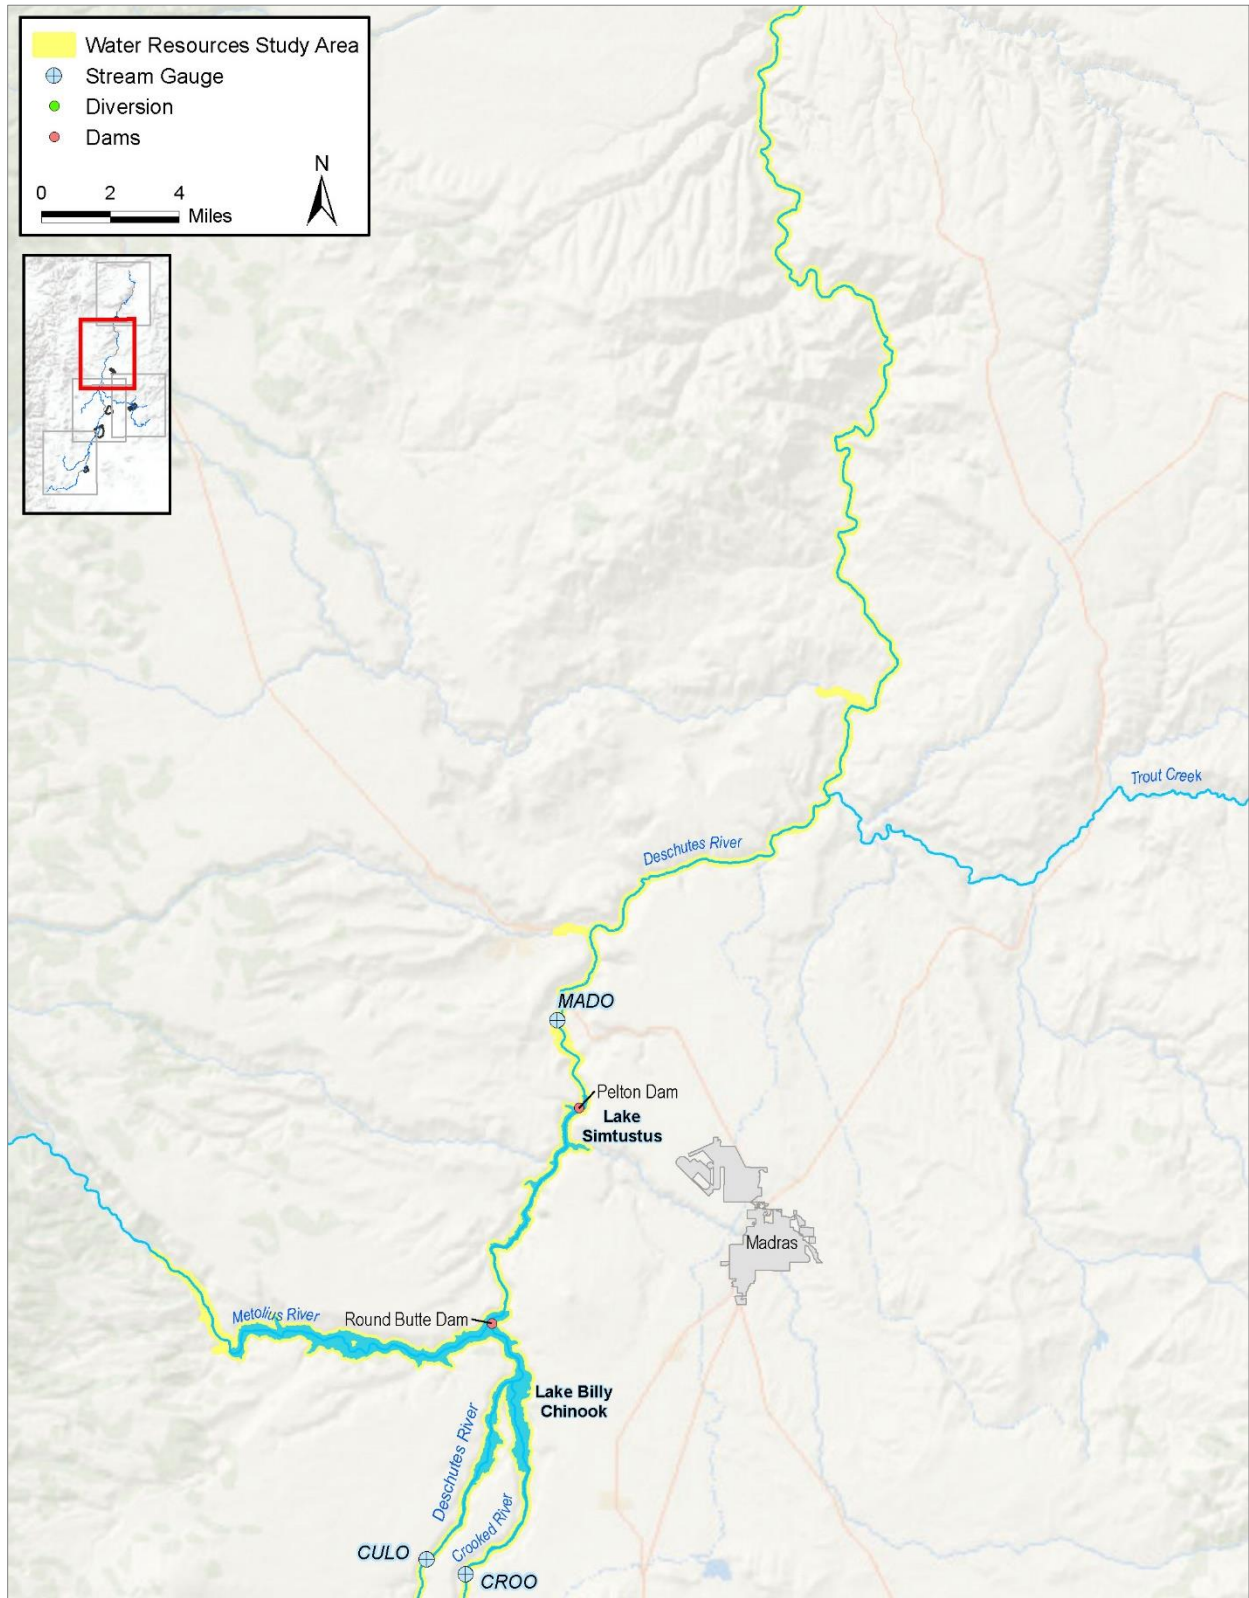 Water Resources Study Area
Stream Gauge
Diversion
Dams
N
0 2 4
Miles
Trout Creek
Deschutes River
MADO
Pelton Dam
Lake
Simtustus
Madras
Metolius River
Round Butte Dam
Lake Billy
Chinook
Deschutes River
Crooked River
CULO
CROO